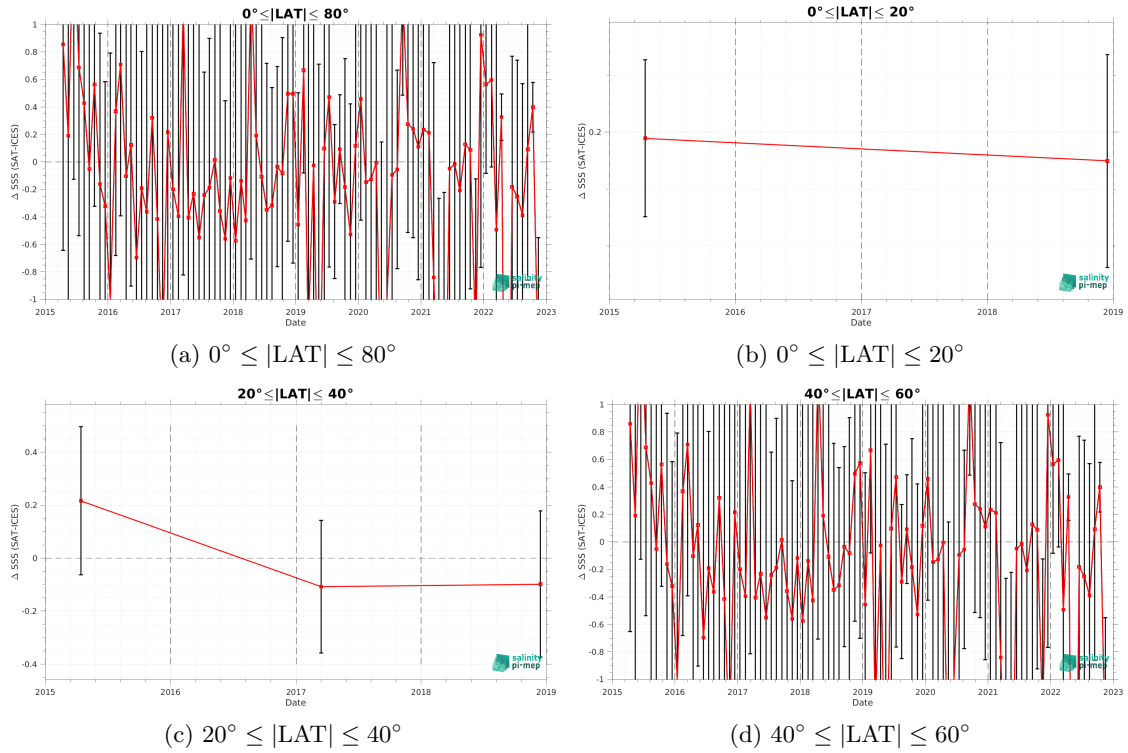 0°≤|LAT|≤ 80°
Δ SSS (SAT-ICES)
1
0.8
0.6
0.4
0.2
0
-0.2
-0.4
-0.6
-0.8
-1
2015 2016 2017 2018 2019 2020 2021 2022 2023
Date
salinity
pi-mep
(a) 0° ≤ |LAT| ≤ 80°
0°≤|LAT|≤ 20°
Δ SSS (SAT-ICES)
0.2
2015 2016 2017 2018 2019
Date
salinity
pi-mep
(b) 0° ≤ |LAT| ≤ 20°
20°≤|LAT|≤ 40°
Δ SSS (SAT-ICES)
0.4
0.2
0
-0.2
-0.4
2015 2016 2017 2018 2019
Date
salinity
pi-mep
(c) 20° ≤ |LAT| ≤ 40°
40°≤|LAT|≤ 60°
Δ SSS (SAT-ICES)
1
0.8
0.6
0.4
0.2
0
-0.2
-0.4
-0.6
-0.8
-1
2015 2016 2017 2018 2019 2020 2021 2022 2023
Date
salinity
pi-mep
(d) 40° ≤ |LAT| ≤ 60°